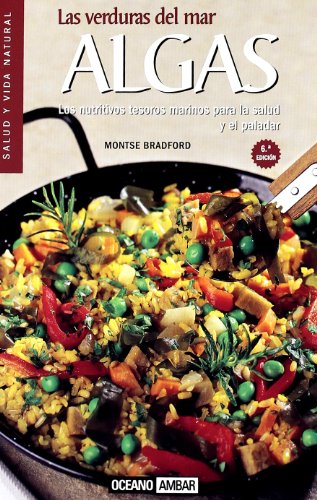 SALUD Y VIDA NATURAL
Las verduras del mar
ALGAS
Los nutritivos tesoros marinos para la salud
y el paladar
MONTSE BRADFORD
6.ª
EDICIÓN
OCEANO AMBAR